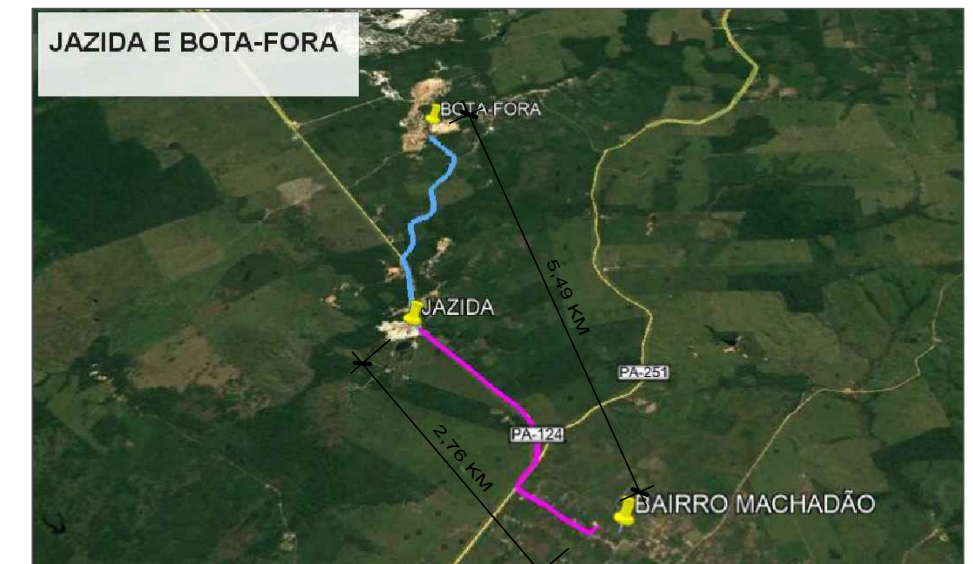 JAZIDA E BOTA-FORA
BOTA-FORA
5,49 KM
JAZIDA
PA-251
PA-124
2,76 KM
BAIRRO MACHADÃO